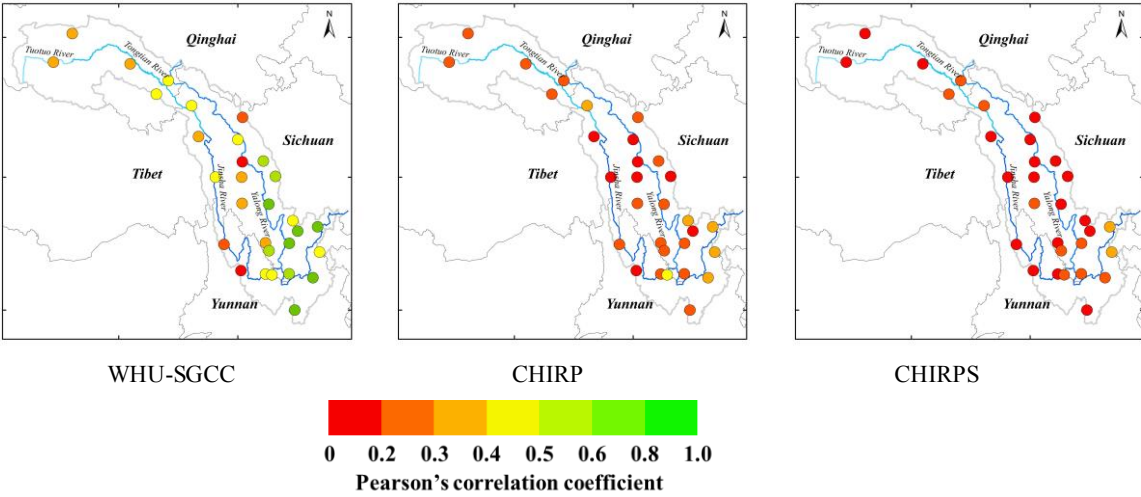 N
Qinghai
Tuotuo River
Tongtian River
Sichuan
Tibet
Jinsha River
Yalong River
Yunnan
N
Qinghai
Tuotuo River
Tongtian River
Sichuan
Tibet
Jinsha River
Yalong River
Yunnan
N
Qinghai
Tuotuo River
Tongtian River
Sichuan
Tibet
Jinsha River
Yalong River
Yunnan
WHU-SGCC CHIRP CHIRPS
0 0.2 0.3 0.4 0.5 0.6 0.8 1.0
Pearson's correlation coefficient